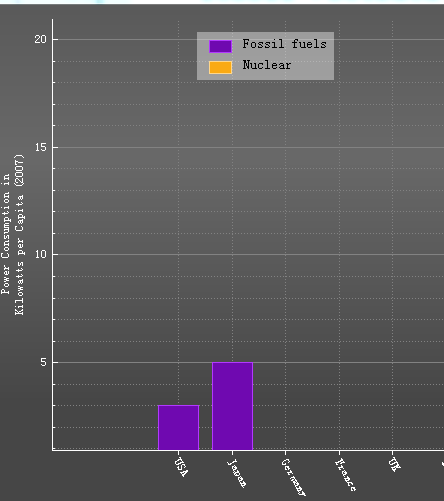 Fossil fuels
Nuclear
20
15
10
5
Power Consumption in
Kilowatts per Capita (2007)
USA
Japan
Germany
France
UK